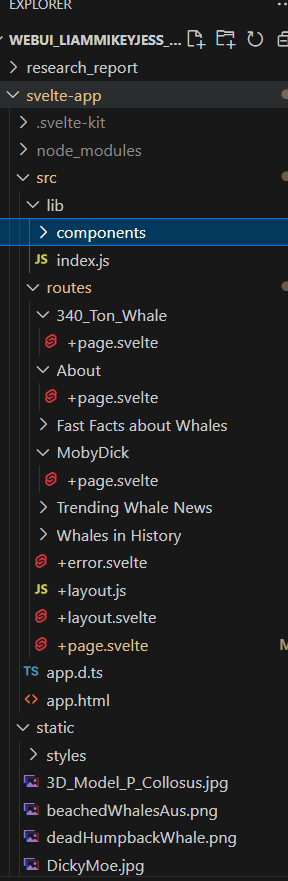 EXPLORER
WEBUI_LIAMMIKEYJESS_...
research_report
svelte-app
.svelte-kit
node_modules
src
lib
components
JS index.js
routes
340_Ton_Whale
+page.svelte
About
+page.svelte
Fast Facts about Whales
MobyDick
+page.svelte
Trending Whale News
Whales in History
+error.svelte
JS +layout.js
+layout.svelte
+page.svelte M
TS app.d.ts
<> app.html
static
styles
3D_Model_P_Collosus.jpg
beachedWhalesAus.png
deadHumpbackWhale.png
DickyMoe.jpg